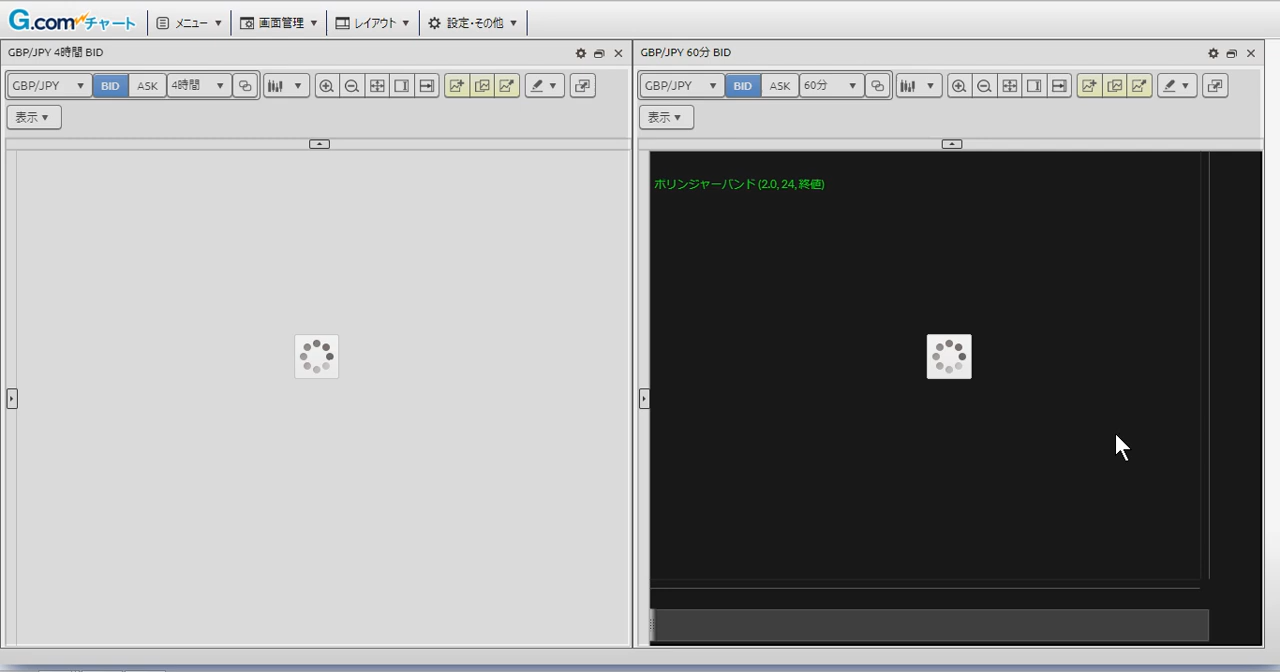 G.comチャート メニュー ▼ 画面管理 ▼ レイアウト ▼ 設定・その他 ▼
GBP/JPY 4時間 BID
GBP/JPY ▼ BID ASK 4時間 ▼
表示 ▼
GBP/JPY 60分 BID
GBP/JPY ▼ BID ASK 60分 ▼
表示 ▼
ボリンジャーバンド (2.0, 24, 終値)